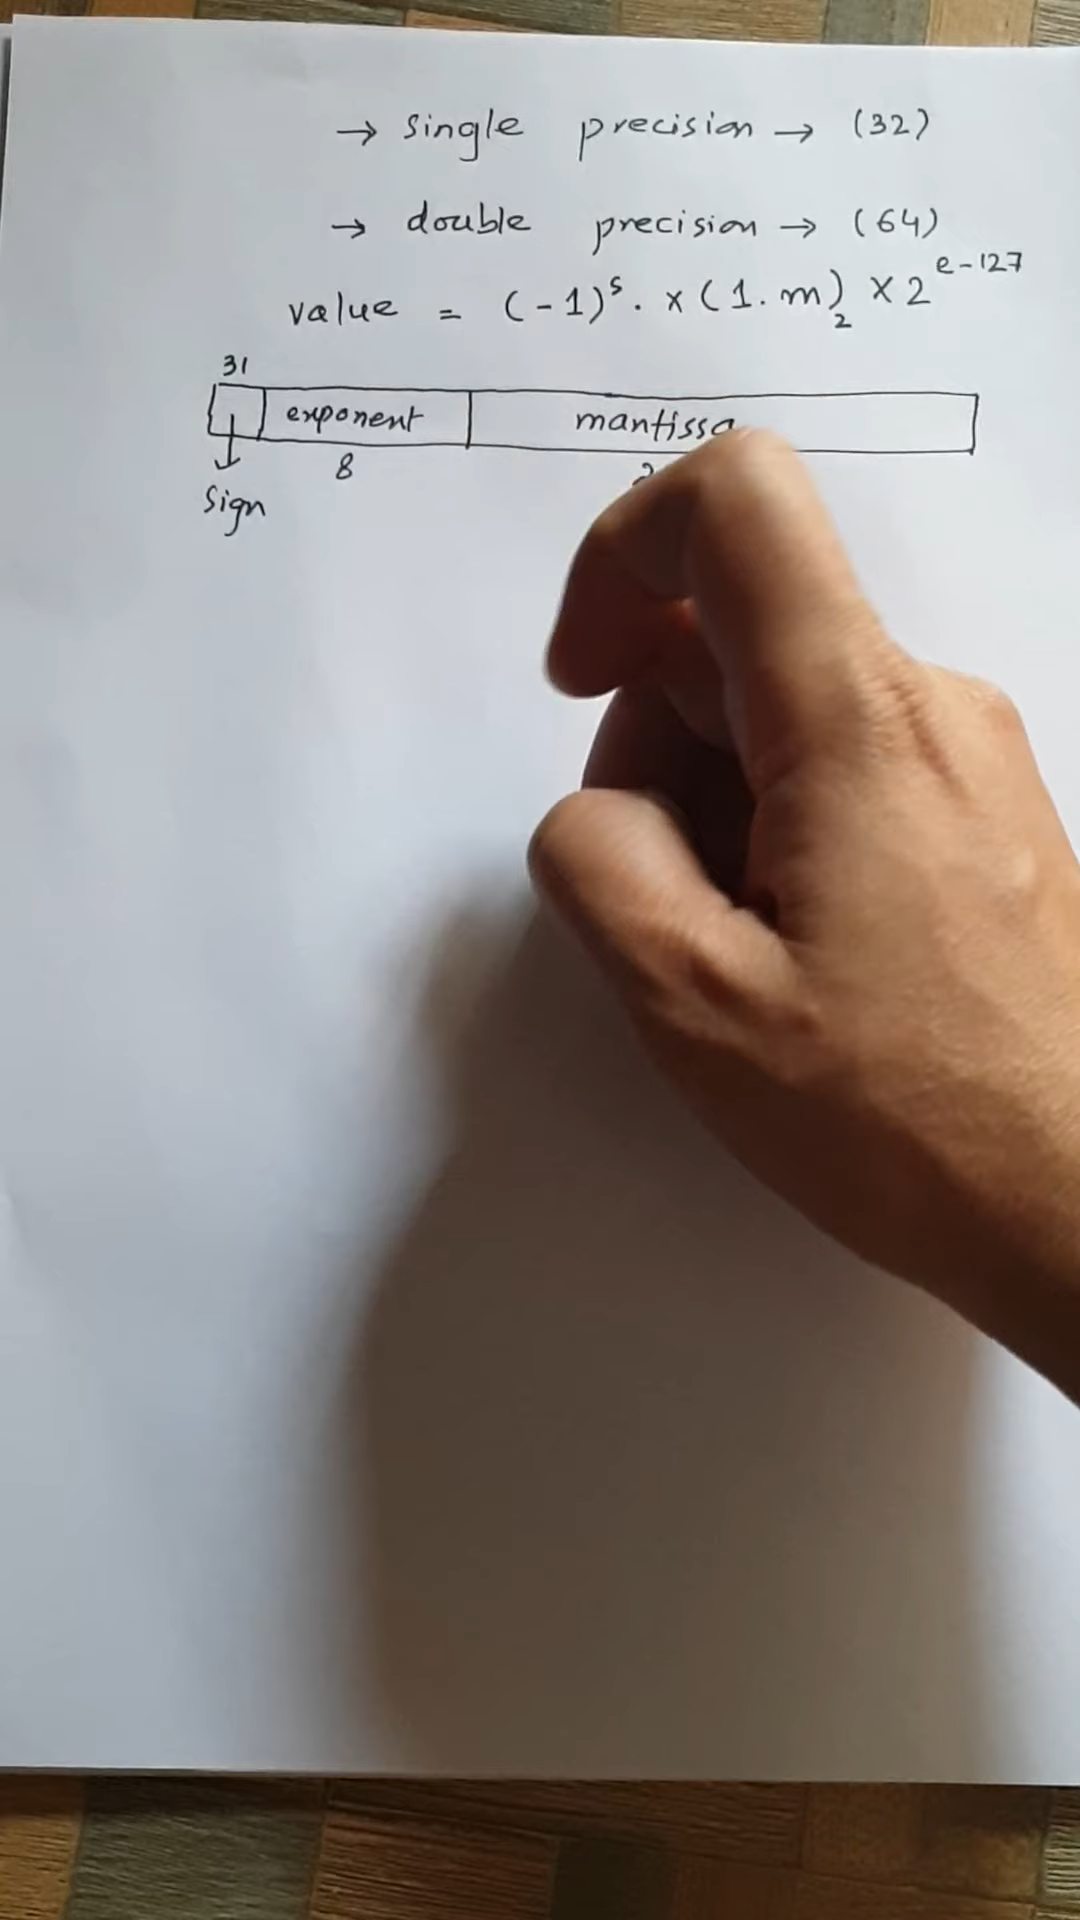 → single precision → (32)
→ double precision → (64)
value = (-1)^s . × (1.m)_2 × 2^e-127
31
exponent mantissa
8
Sign